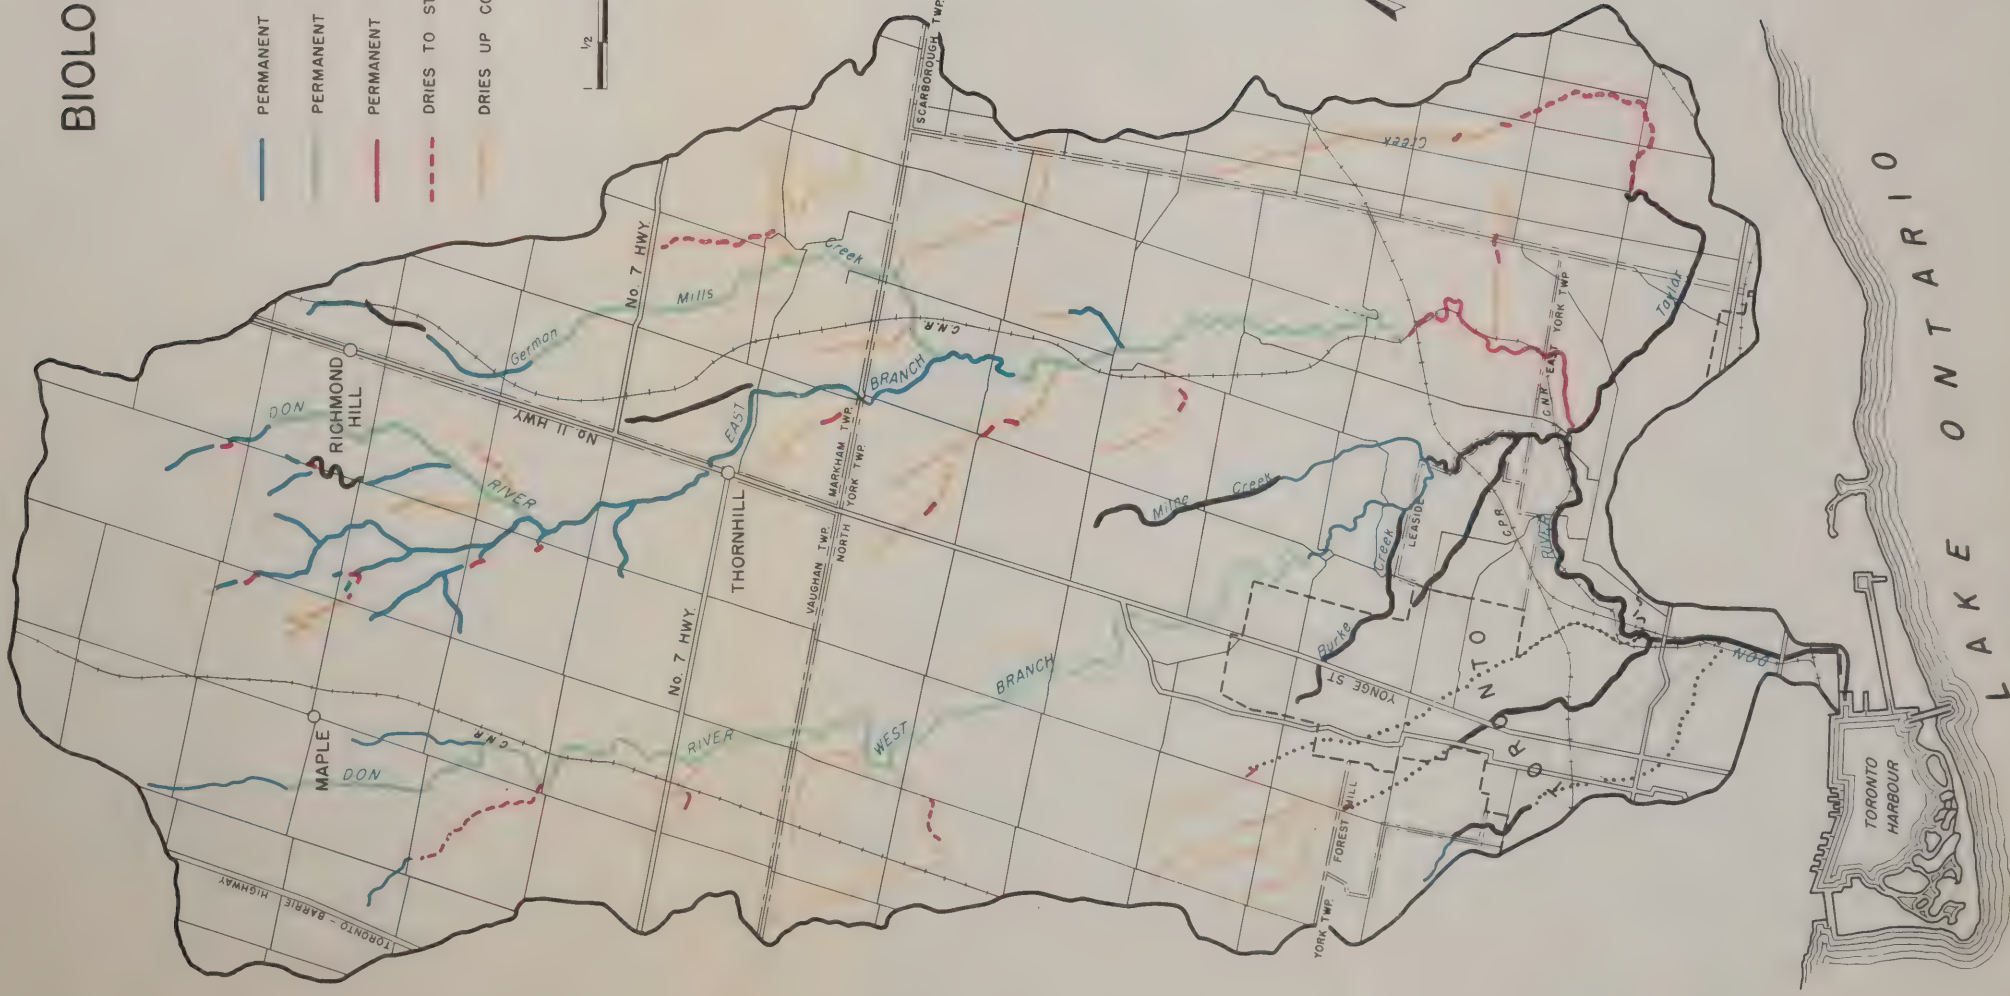 BIOLO
PERMANENT
PERMANENT
PERMANENT
DRIES TO ST
DRIES UP CO
1/2
1
SCARBOROUGH TWP.
No. 7 HWY.
Creek
Mills
German
C.N.R.
RICHMOND
HILL
DON
RIVER
No. 11 HWY
EAST
BRANCH
THORNHILL
MARKHAM TWP.
YORK TWP.
VAUGHAN TWP.
NORTH
No. 7 HWY.
MAPLE
DON
C.N.R.
RIVER
WEST
BRANCH
TORONTO - BARRIE
HIGHWAY
Creek
Taylor
EAST YORK TWP
C.N.R.
Milne Creek
LEASIDE
Creek
Burke
C.P.R.
RIVER
DON
YONGE ST
TORONTO
FOREST HILL
YORK TWP.
TORONTO
HARBOUR
LAKE ONTARIO